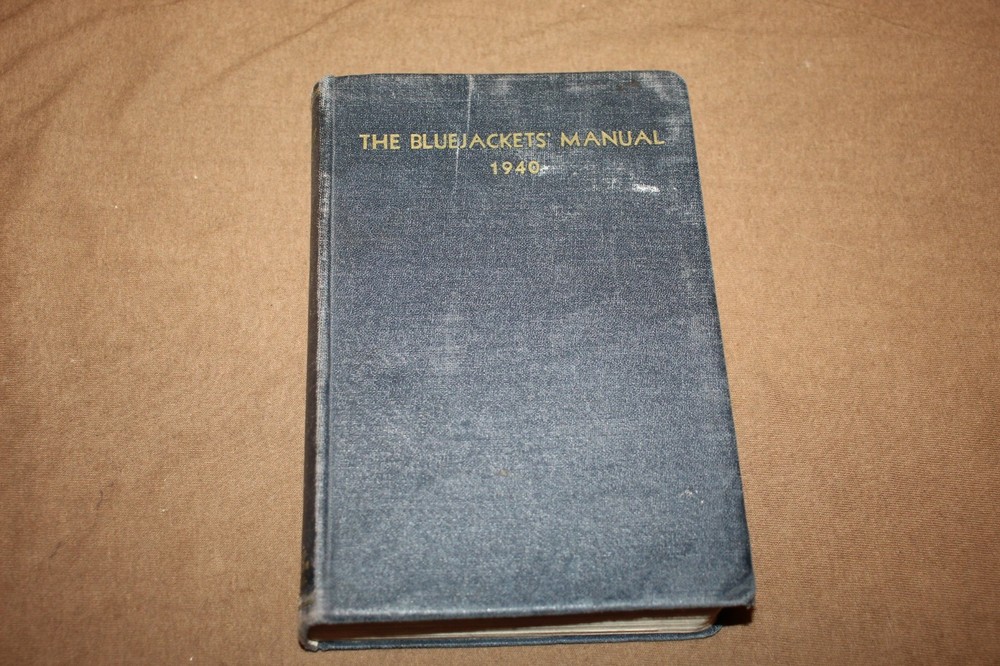 THE BLUEJACKETS' MANUAL
1940